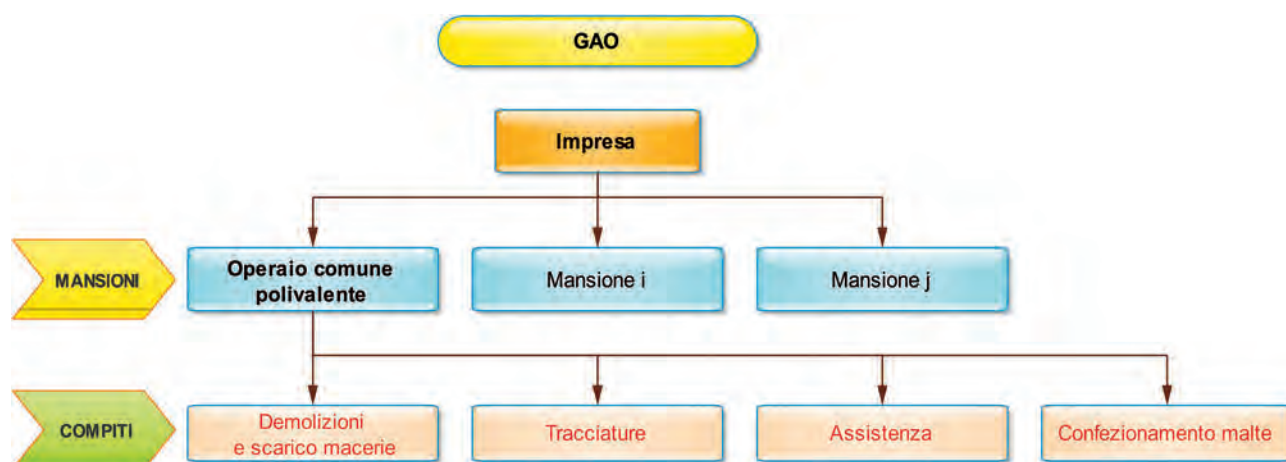 GAO
Impresa
MANSIONI
Operaio comune
polivalente
Mansione i
Mansione j
COMPITI
Demolizioni
e scarico macerie
Tracciature
Assistenza
Confezionamento malte